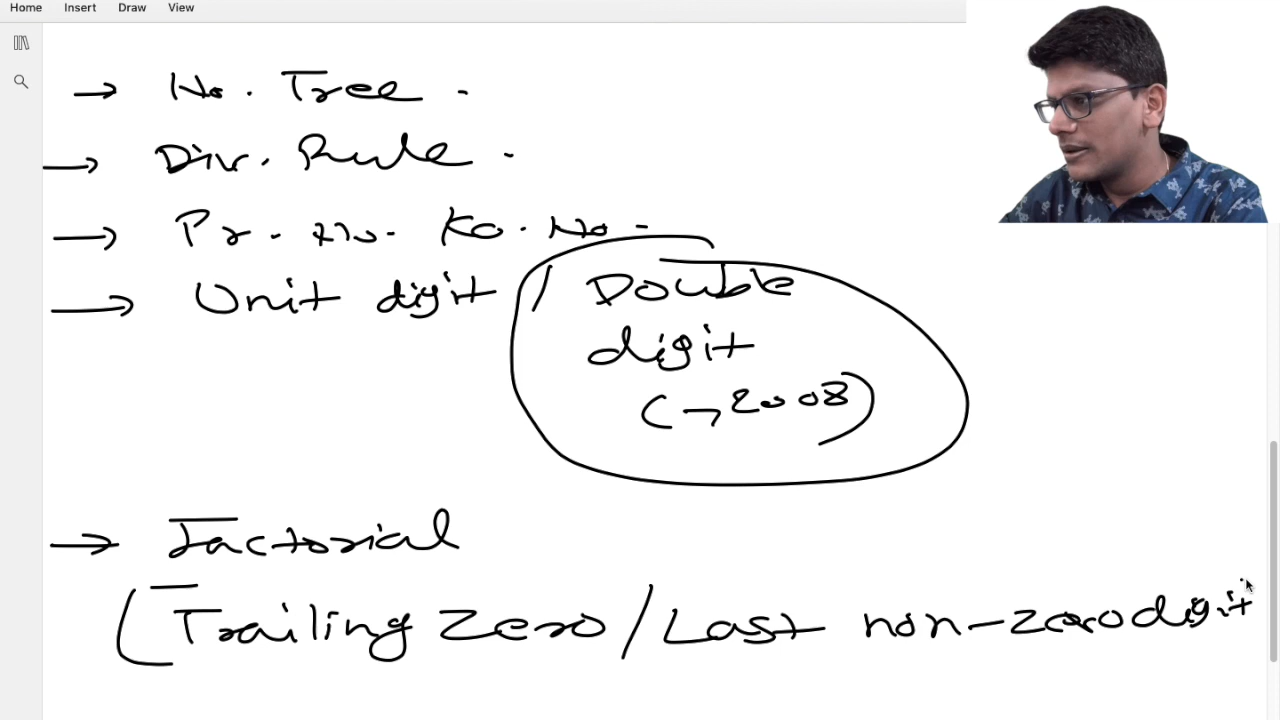 Home Insert Draw View
→ No. Tree.
→ Div. Rule.
→ Pr. no. Ka. No.
→ Unit digit / Double
digit
(→ 2008)
→ Factorial
(Trailing Zero / Last non-zero digit